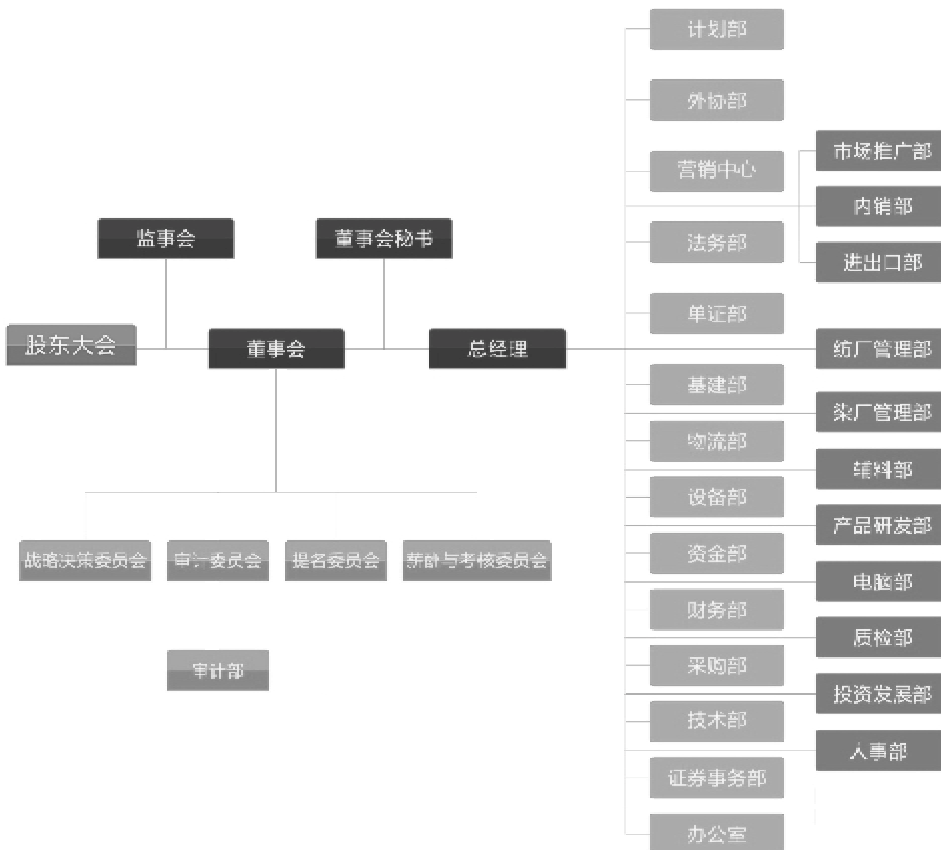 计划部
外协部
市场推广部
营销中心
内销部
监事会
董事会秘书
法务部
进出口部
单证部
股东大会
董事会
总经理
纺厂管理部
基建部
染厂管理部
物流部
辅料部
设备部
产品研发部
战略决策委员会
审计委员会
提名委员会
薪酬与考核委员会
资金部
电脑部
财务部
质检部
采购部
审计部
投资发展部
技术部
人事部
证券事务部
办公室